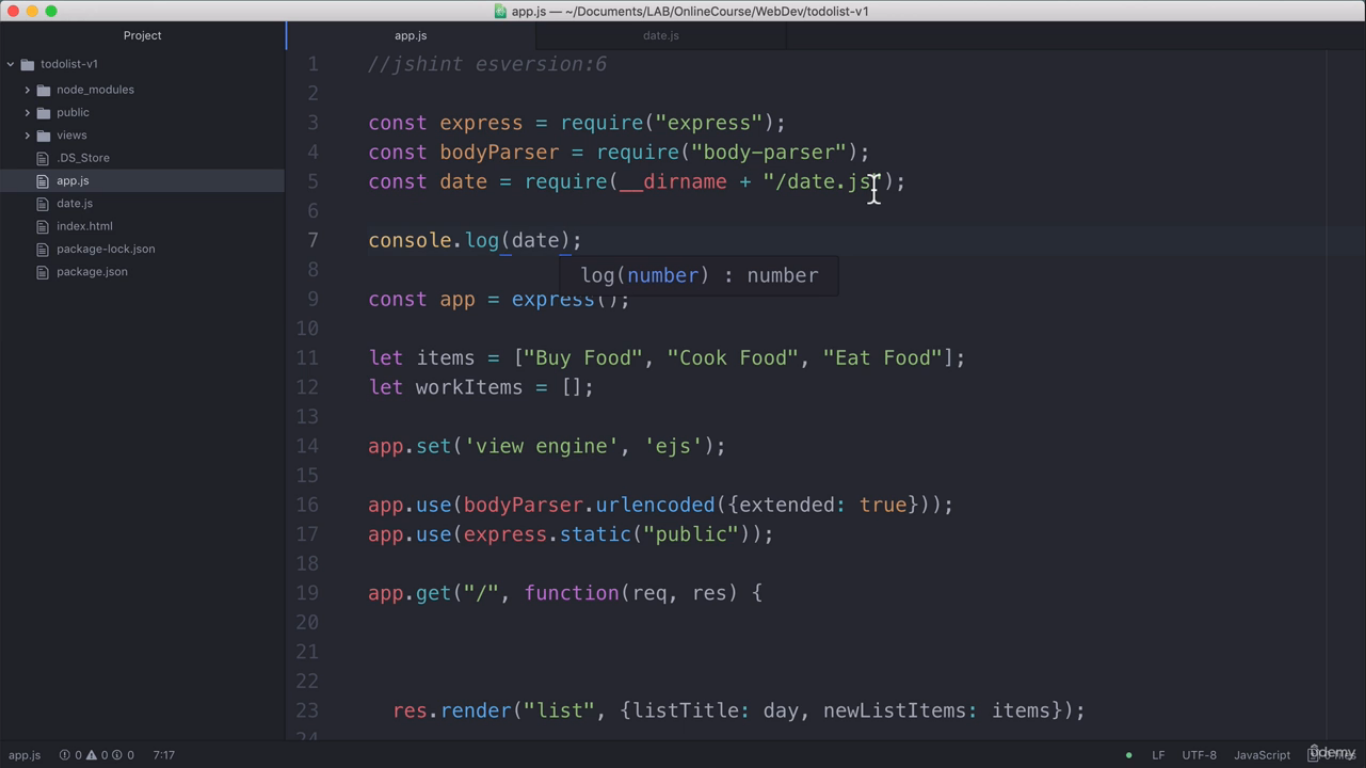 app.js — ~/Documents/LAB/OnlineCourse/WebDev/todolist-v1
Project
app.js
date.js
todolist-v1
node_modules
public
views
.DS_Store
app.js
date.js
index.html
package-lock.json
package.json
1 //jshint esversion:6
2
3 const express = require("express");
4 const bodyParser = require("body-parser");
5 const date = require(__dirname + "/date.js");
6
7 console.log(date);
8
log(number) : number
9 const app = express();
10
11 let items = ["Buy Food", "Cook Food", "Eat Food"];
12 let workItems = [];
13
14 app.set('view engine', 'ejs');
15
16 app.use(bodyParser.urlencoded({extended: true}));
17 app.use(express.static("public"));
18
19 app.get("/", function(req, res) {
20
21
22
23 res.render("list", {listTitle: day, newListItems: items});
24
app.js 0 0 0 7:17 LF UTF-8 JavaScript files
udemy